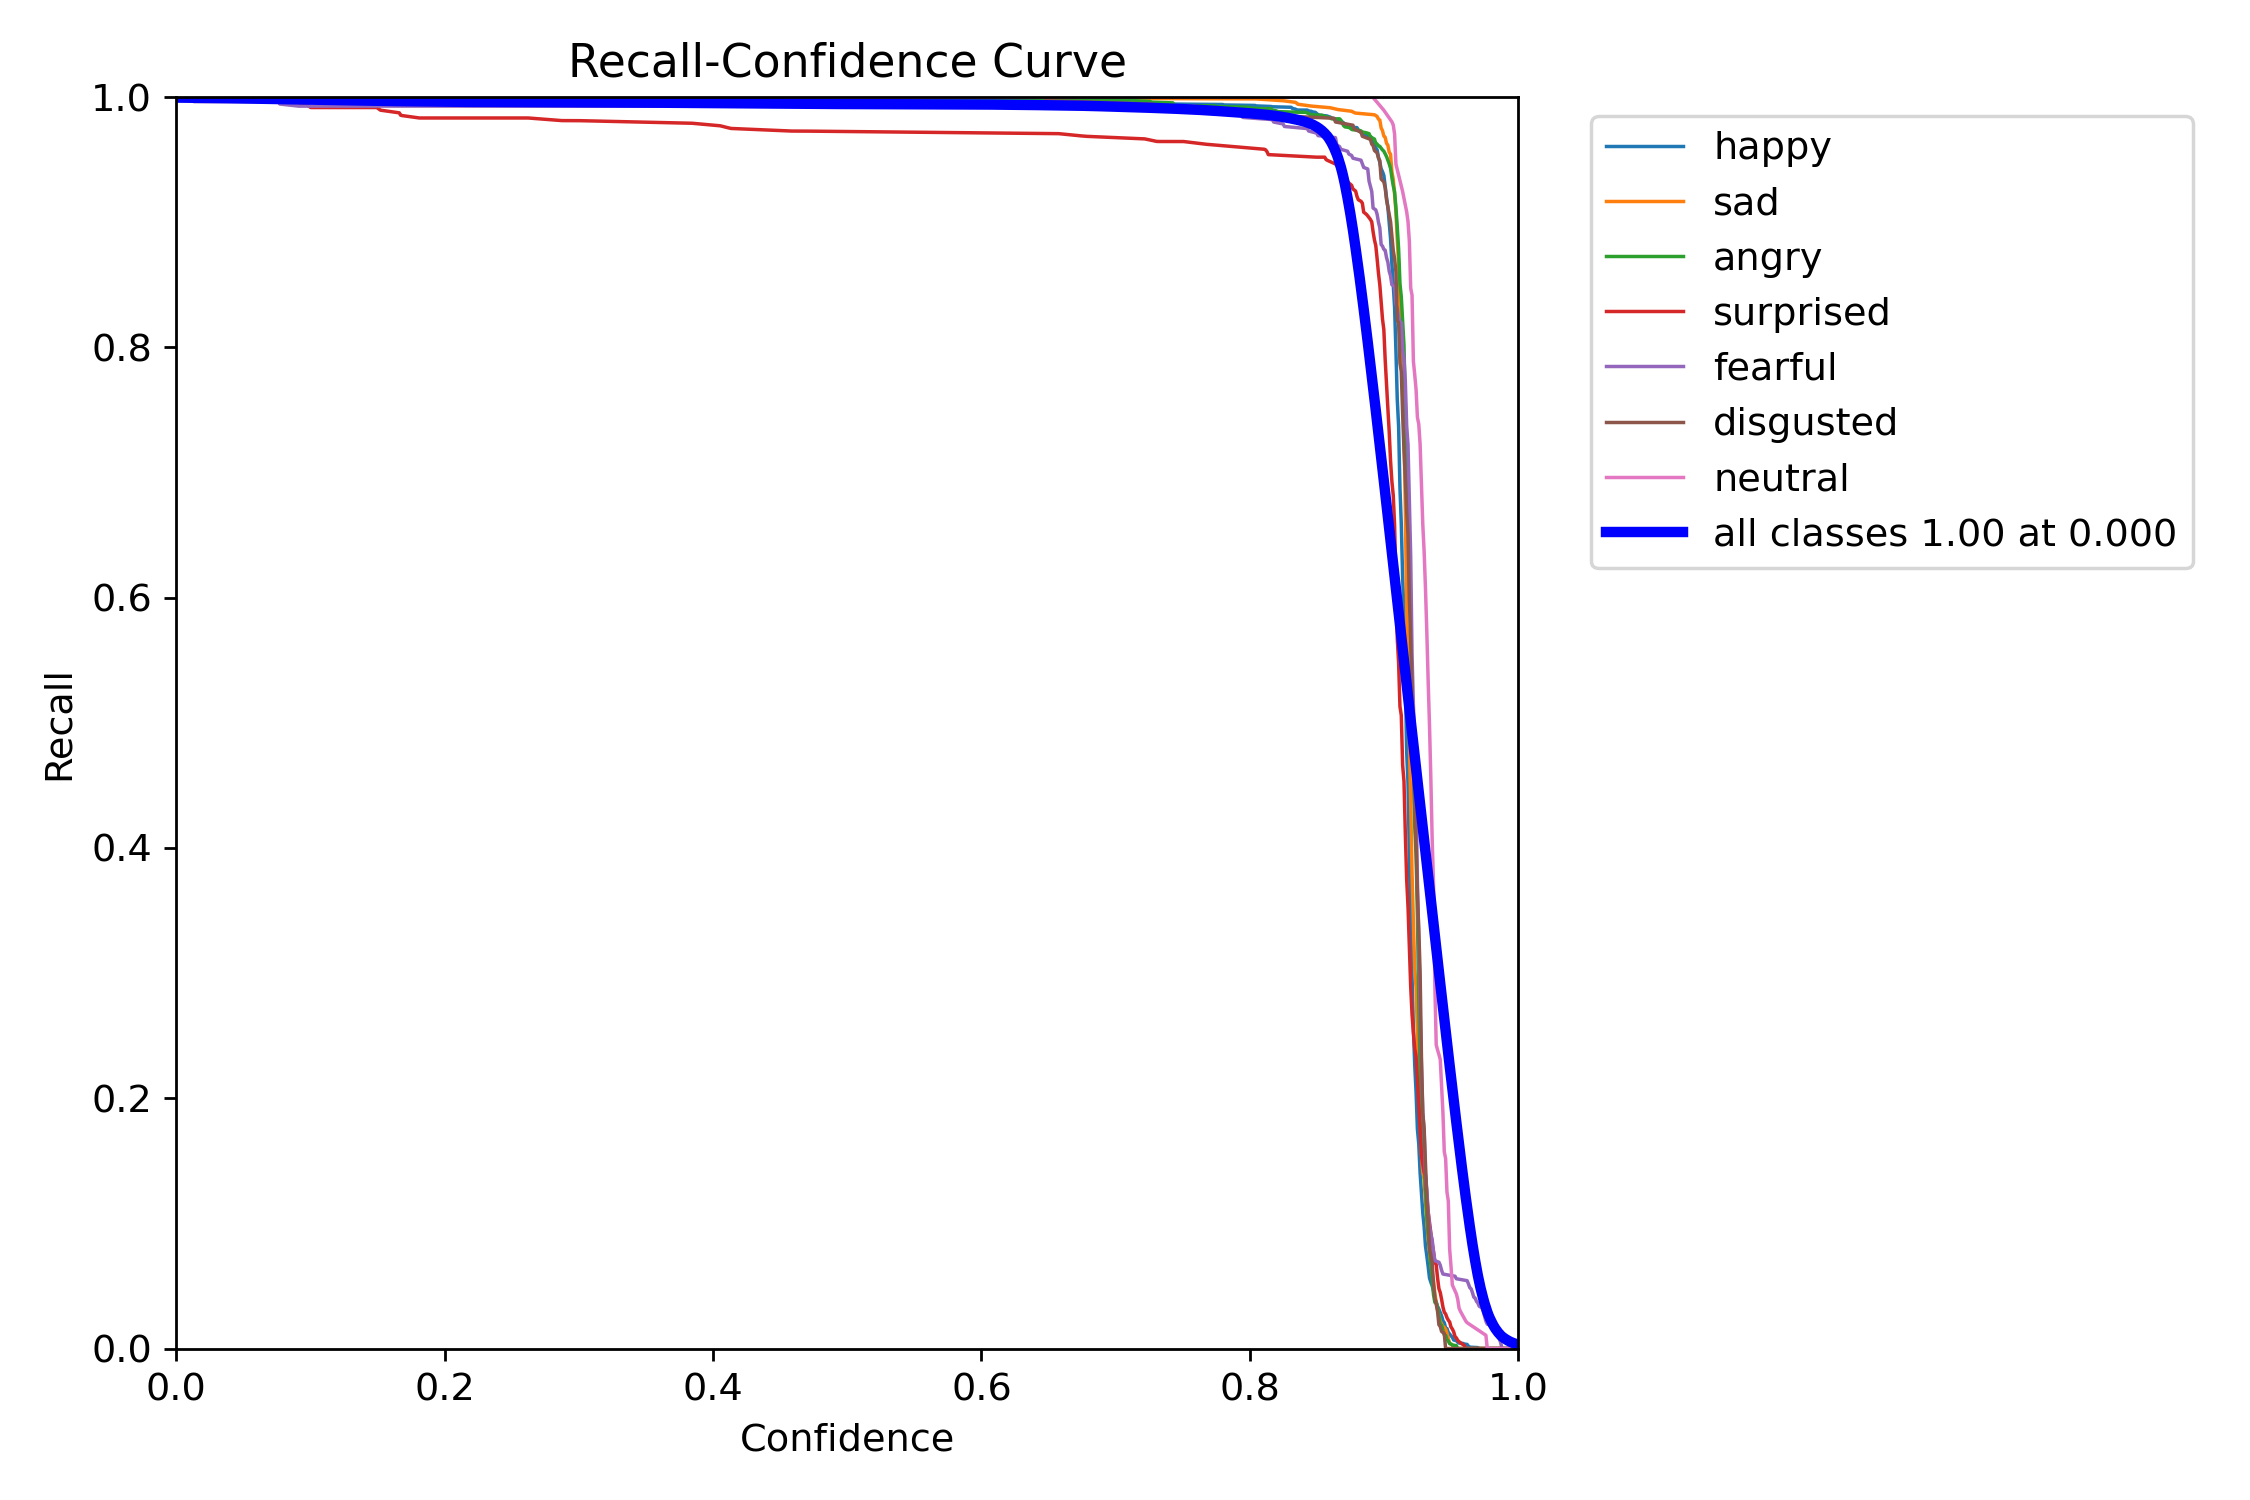 Recall-Confidence Curve
1.0
0.8
0.6
0.4
0.2
0.0
Recall
0.0 0.2 0.4 0.6 0.8 1.0
Confidence
happy
sad
angry
surprised
fearful
disgusted
neutral
all classes 1.00 at 0.000